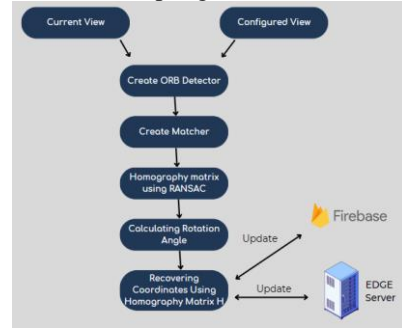 Current View
Configured View
Create ORB Detector
Create Matcher
Homography matrix
using RANSAC
Calculating Rotation
Angle
Update
Firebase
Recovering
Coordinates Using
Homography Matrix H
Update
EDGE
Server